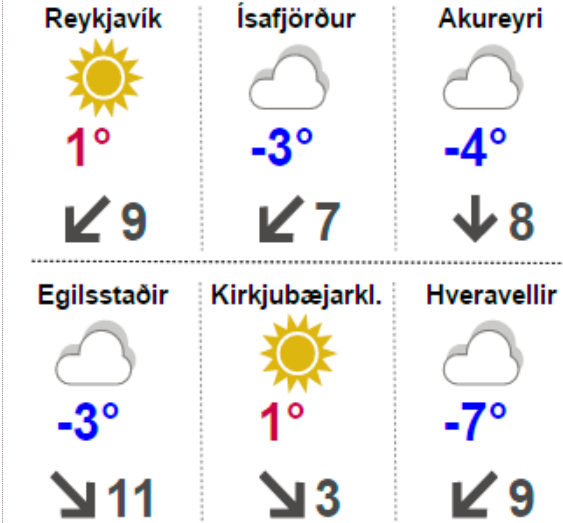 Reykjavík Ísafjörður Akureyri
1° -3° -4°
9 7 8
Egilsstaðir Kirkjubæjarkl. Hveravellir
-3° 1° -7°
11 3 9